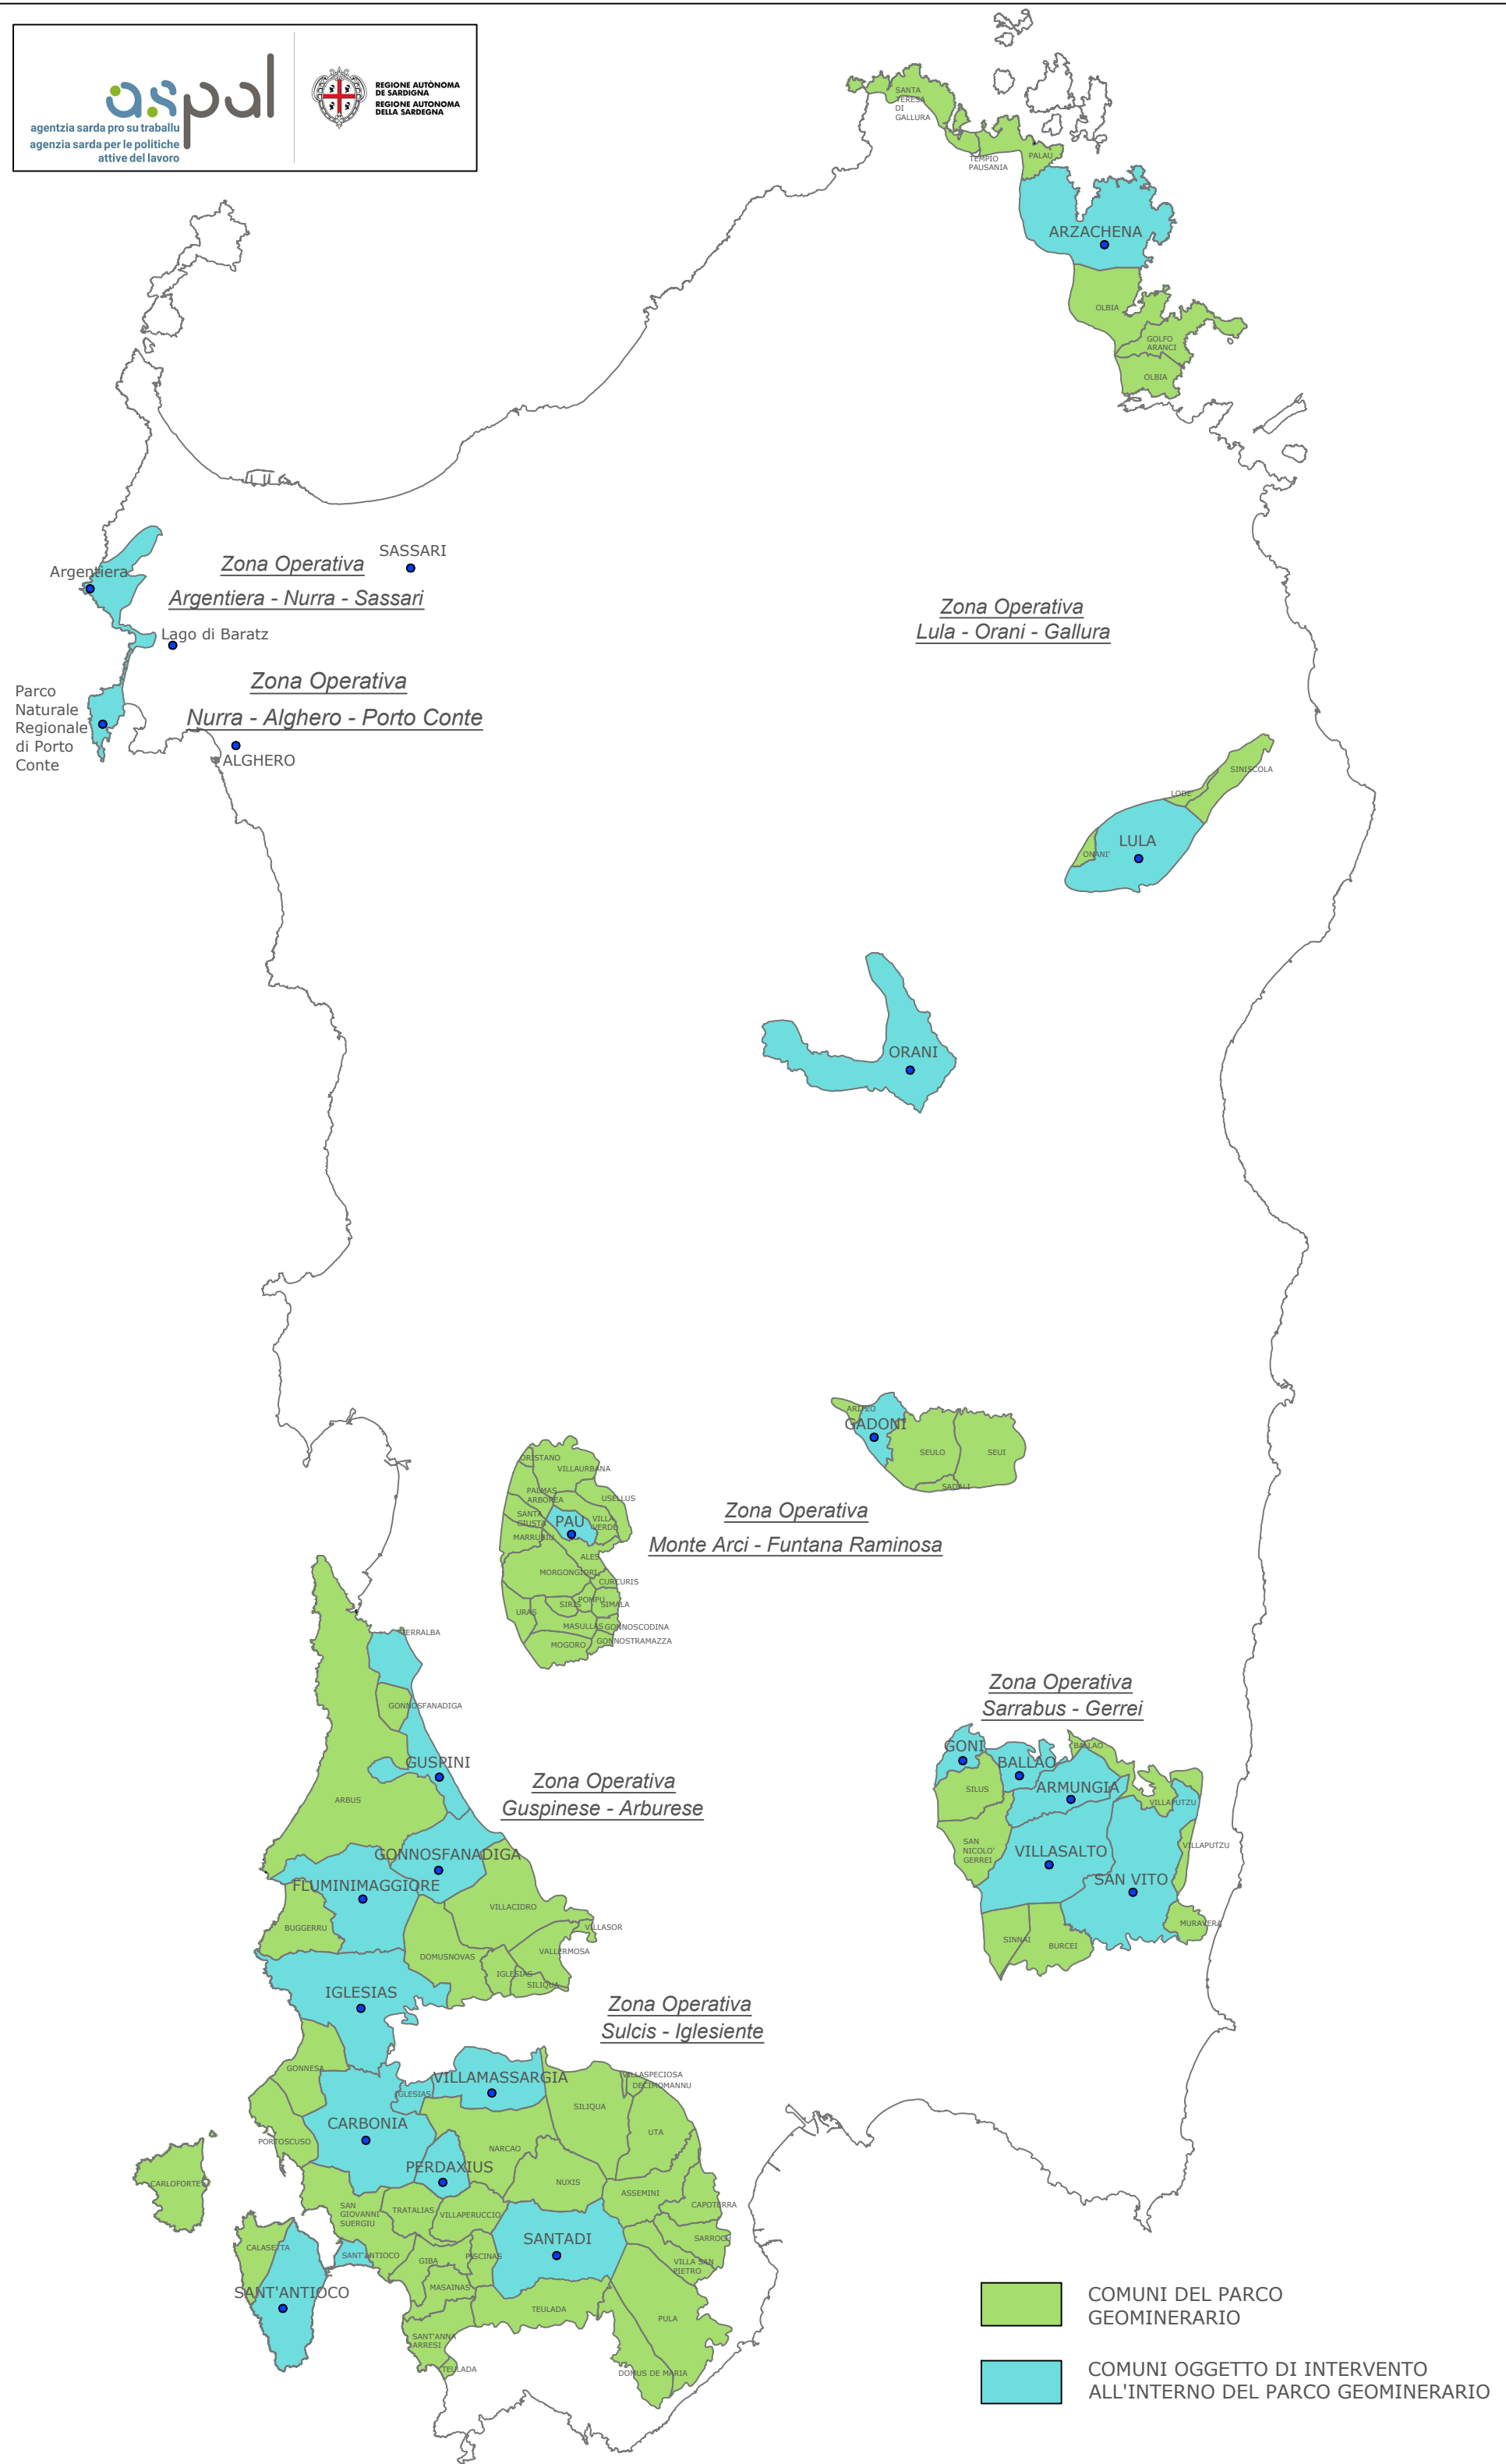 aspal
agentzia sarda pro su traballu
agenzia sarda per le politiche
attive del lavoro
REGIONE AUTÒNOMA
DE SARDIGNA
REGIONE AUTONOMA
DELLA SARDEGNA
SANTA
TERESA
DI
GALLURA
TEMPIO
PAUSANIA
PALAU
ARZACHENA
OLBIA
GOLFO
ARANCI
OLBIA
SASSARI
Zona Operativa
Argentiera - Nurra - Sassari
Argentiera
Lago di Baratz
Zona Operativa
Lula - Orani - Gallura
Zona Operativa
Nurra - Alghero - Porto Conte
Parco
Naturale
Regionale
di Porto
Conte
ALGHERO
SINISCOLA
LODE'
LULA
ONANI'
ORANI
ARITZO
GADONI
SEULO
SEUI
SADALI
ORISTANO
VILLAURBANA
PALMAS
ARBOREA
USELLUS
SANTA
GIUSTA
PAU
VILLA
VERDE
MARRUBIU
ALES
MORGONGIORI
CURCURIS
POMPU
SIRIS
SIMALA
URAS
MASULLAS
GONNOSCODINA
MOGORO
GONNOSTRAMAZZA
Zona Operativa
Monte Arci - Funtana Raminosa
TERRALBA
GONNOSFANADIGA
GUSPINI
ARBUS
Zona Operativa
Guspinese - Arburese
Zona Operativa
Sarrabus - Gerrei
GONI
BALLAO
BALLAO
SILUS
ARMUNGIA
VILLAPUTZU
SAN
NICOLO'
GERREI
VILLASALTO
VILLAPUTZU
SAN VITO
MURAVERA
SINNAI
BURCEI
GONNOSFANADIGA
FLUMINIMAGGIORE
VILLACIDRO
BUGGERRU
VILLASOR
DOMUSNOVAS
VALLERMOSA
IGLESIAS
SILIQUA
IGLESIAS
Zona Operativa
Sulcis - Iglesiente
GONNESA
VILLAMASSARGIA
VILLASPECIOSA
DECIMOMANNU
IGLESIAS
SILIQUA
CARBONIA
UTA
PORTOSCUSO
NARCAO
PERDAXIUS
NUXIS
CARLOFORTE
ASSEMINI
CAPOTERRA
SAN
GIOVANNI
SUERGIU
TRATALIAS
VILLAPERUCCIO
SANTADI
SARROCH
CALASETTA
SANT'ANTIOCO
GIBA
PISCINAS
VILLA SAN
PIETRO
MASAINAS
SANT'ANTIOCO
TEULADA
PULA
SANT'ANNA
ARRESI
TEULADA
DOMUS DE MARIA
COMUNI DEL PARCO
GEOMINERARIO
COMUNI OGGETTO DI INTERVENTO
ALL'INTERNO DEL PARCO GEOMINERARIO